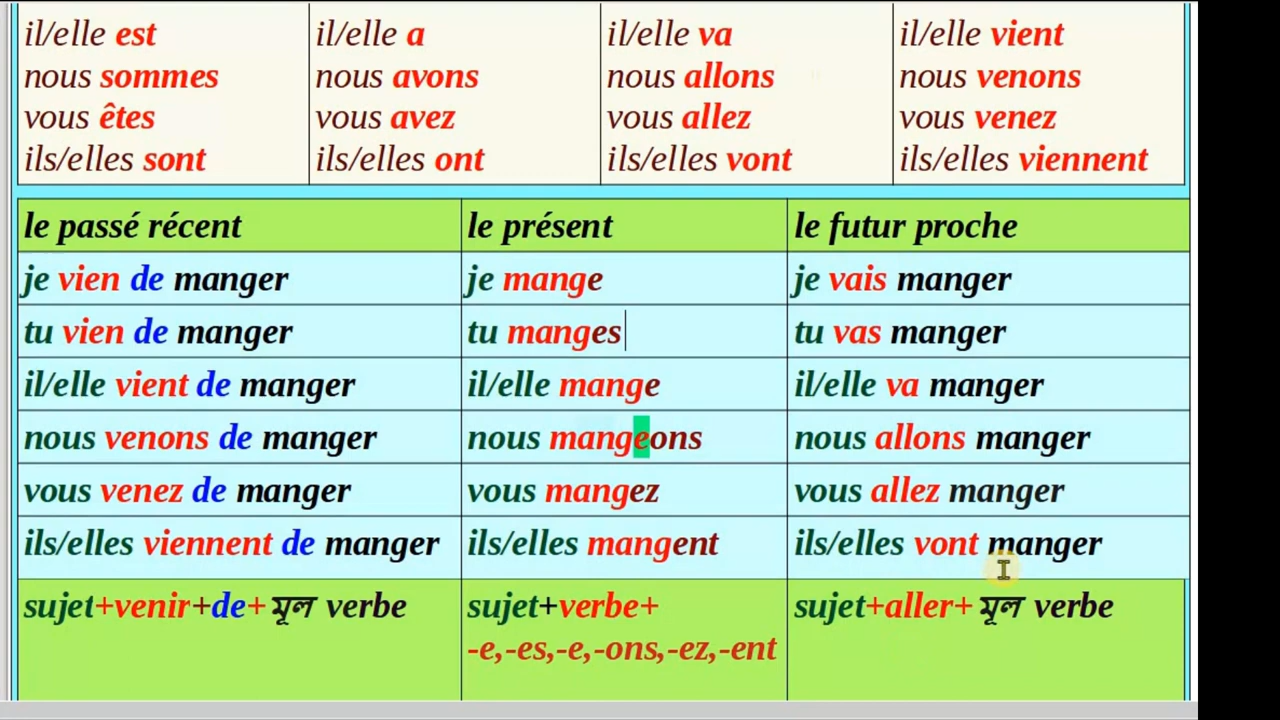 il/elle est il/elle a il/elle va il/elle vient
nous sommes nous avons nous allons nous venons
vous êtes vous avez vous allez vous venez
ils/elles sont ils/elles ont ils/elles vont ils/elles viennent
le passé récent le présent le futur proche
je vien de manger je mange je vais manger
tu vien de manger tu manges tu vas manger
il/elle vient de manger il/elle mange il/elle va manger
nous venons de manger nous mangeons nous allons manger
vous venez de manger vous mangez vous allez manger
ils/elles viennent de manger ils/elles mangent ils/elles vont manger
sujet+venir+de+মূল verbe sujet+verbe+ sujet+aller+মূল verbe
-e,-es,-e,-ons,-ez,-ent